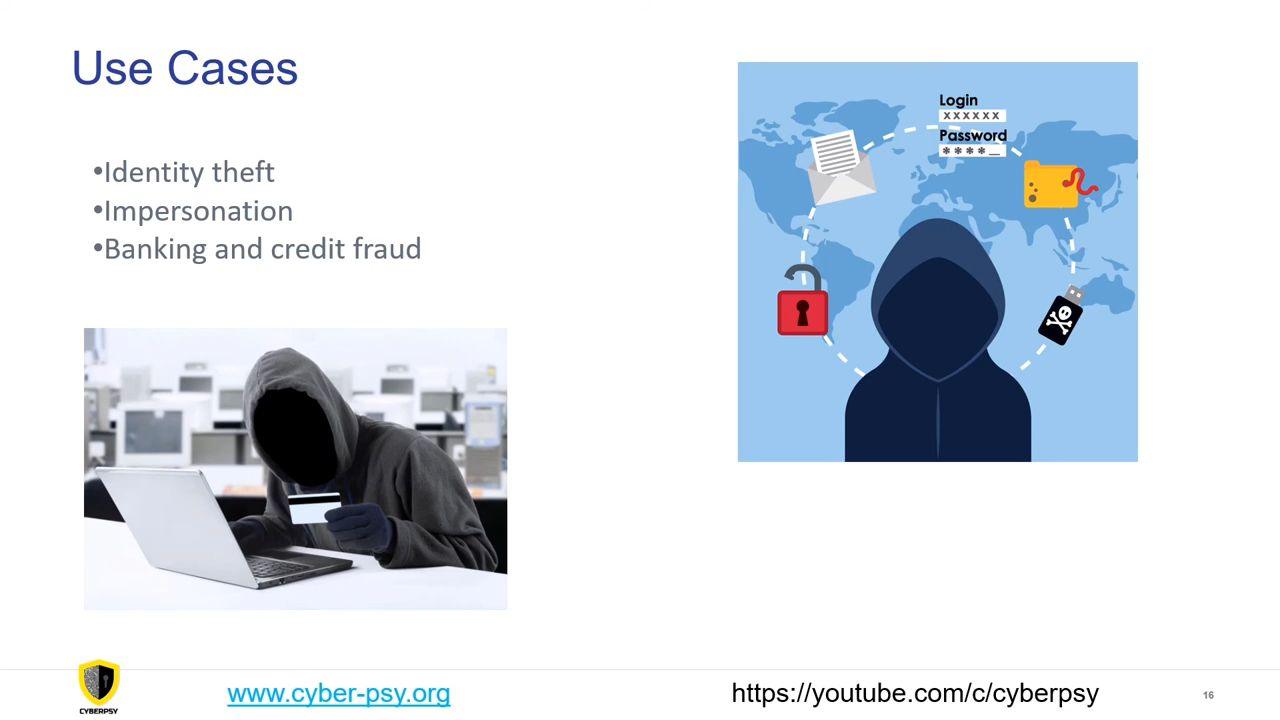 Use Cases
•Identity theft
•Impersonation
•Banking and credit fraud
Login
xxxxxx
Password
****_
CYBERPSY
www.cyber-psy.org
https://youtube.com/c/cyberpsy
16